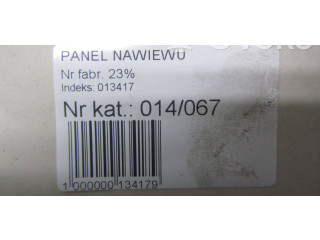 PANEL NAWIEWU
Nr fabr. 23%
Indeks: 013417
Nr kat.: 014/067
1 000000 134179